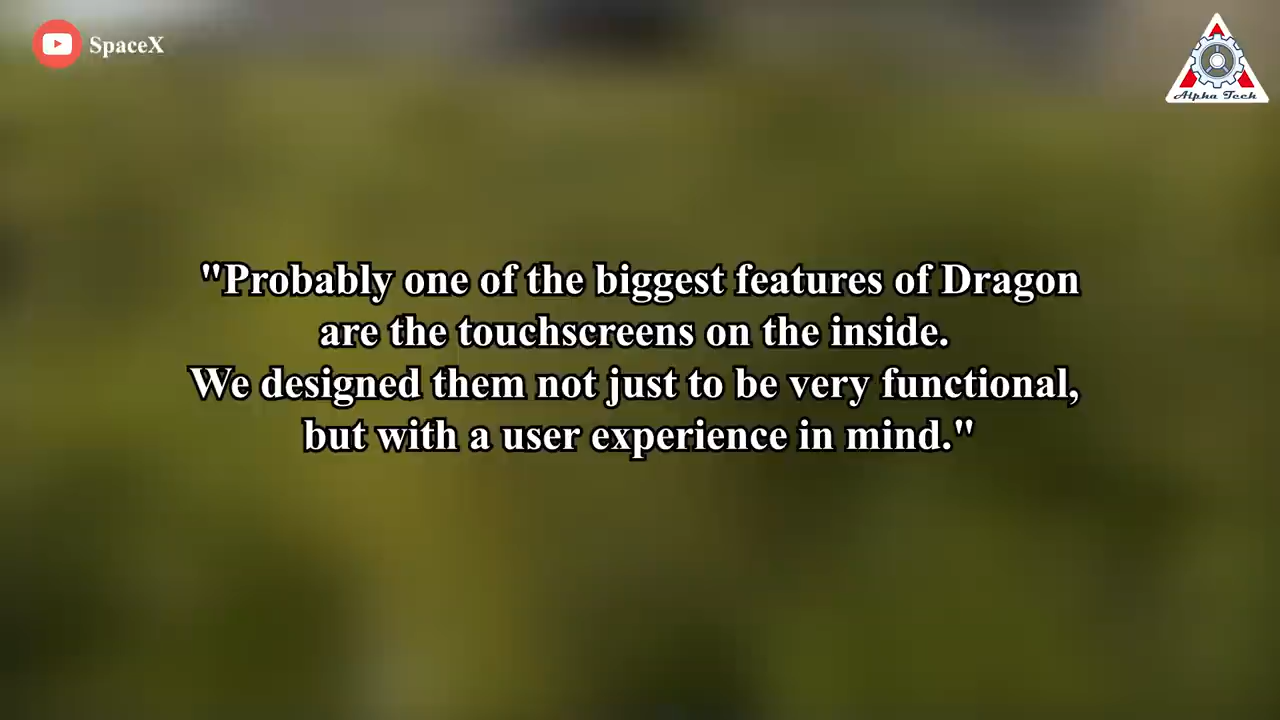 SpaceX
Alpha Tech
"Probably one of the biggest features of Dragon
are the touchscreens on the inside.
We designed them not just to be very functional,
but with a user experience in mind."